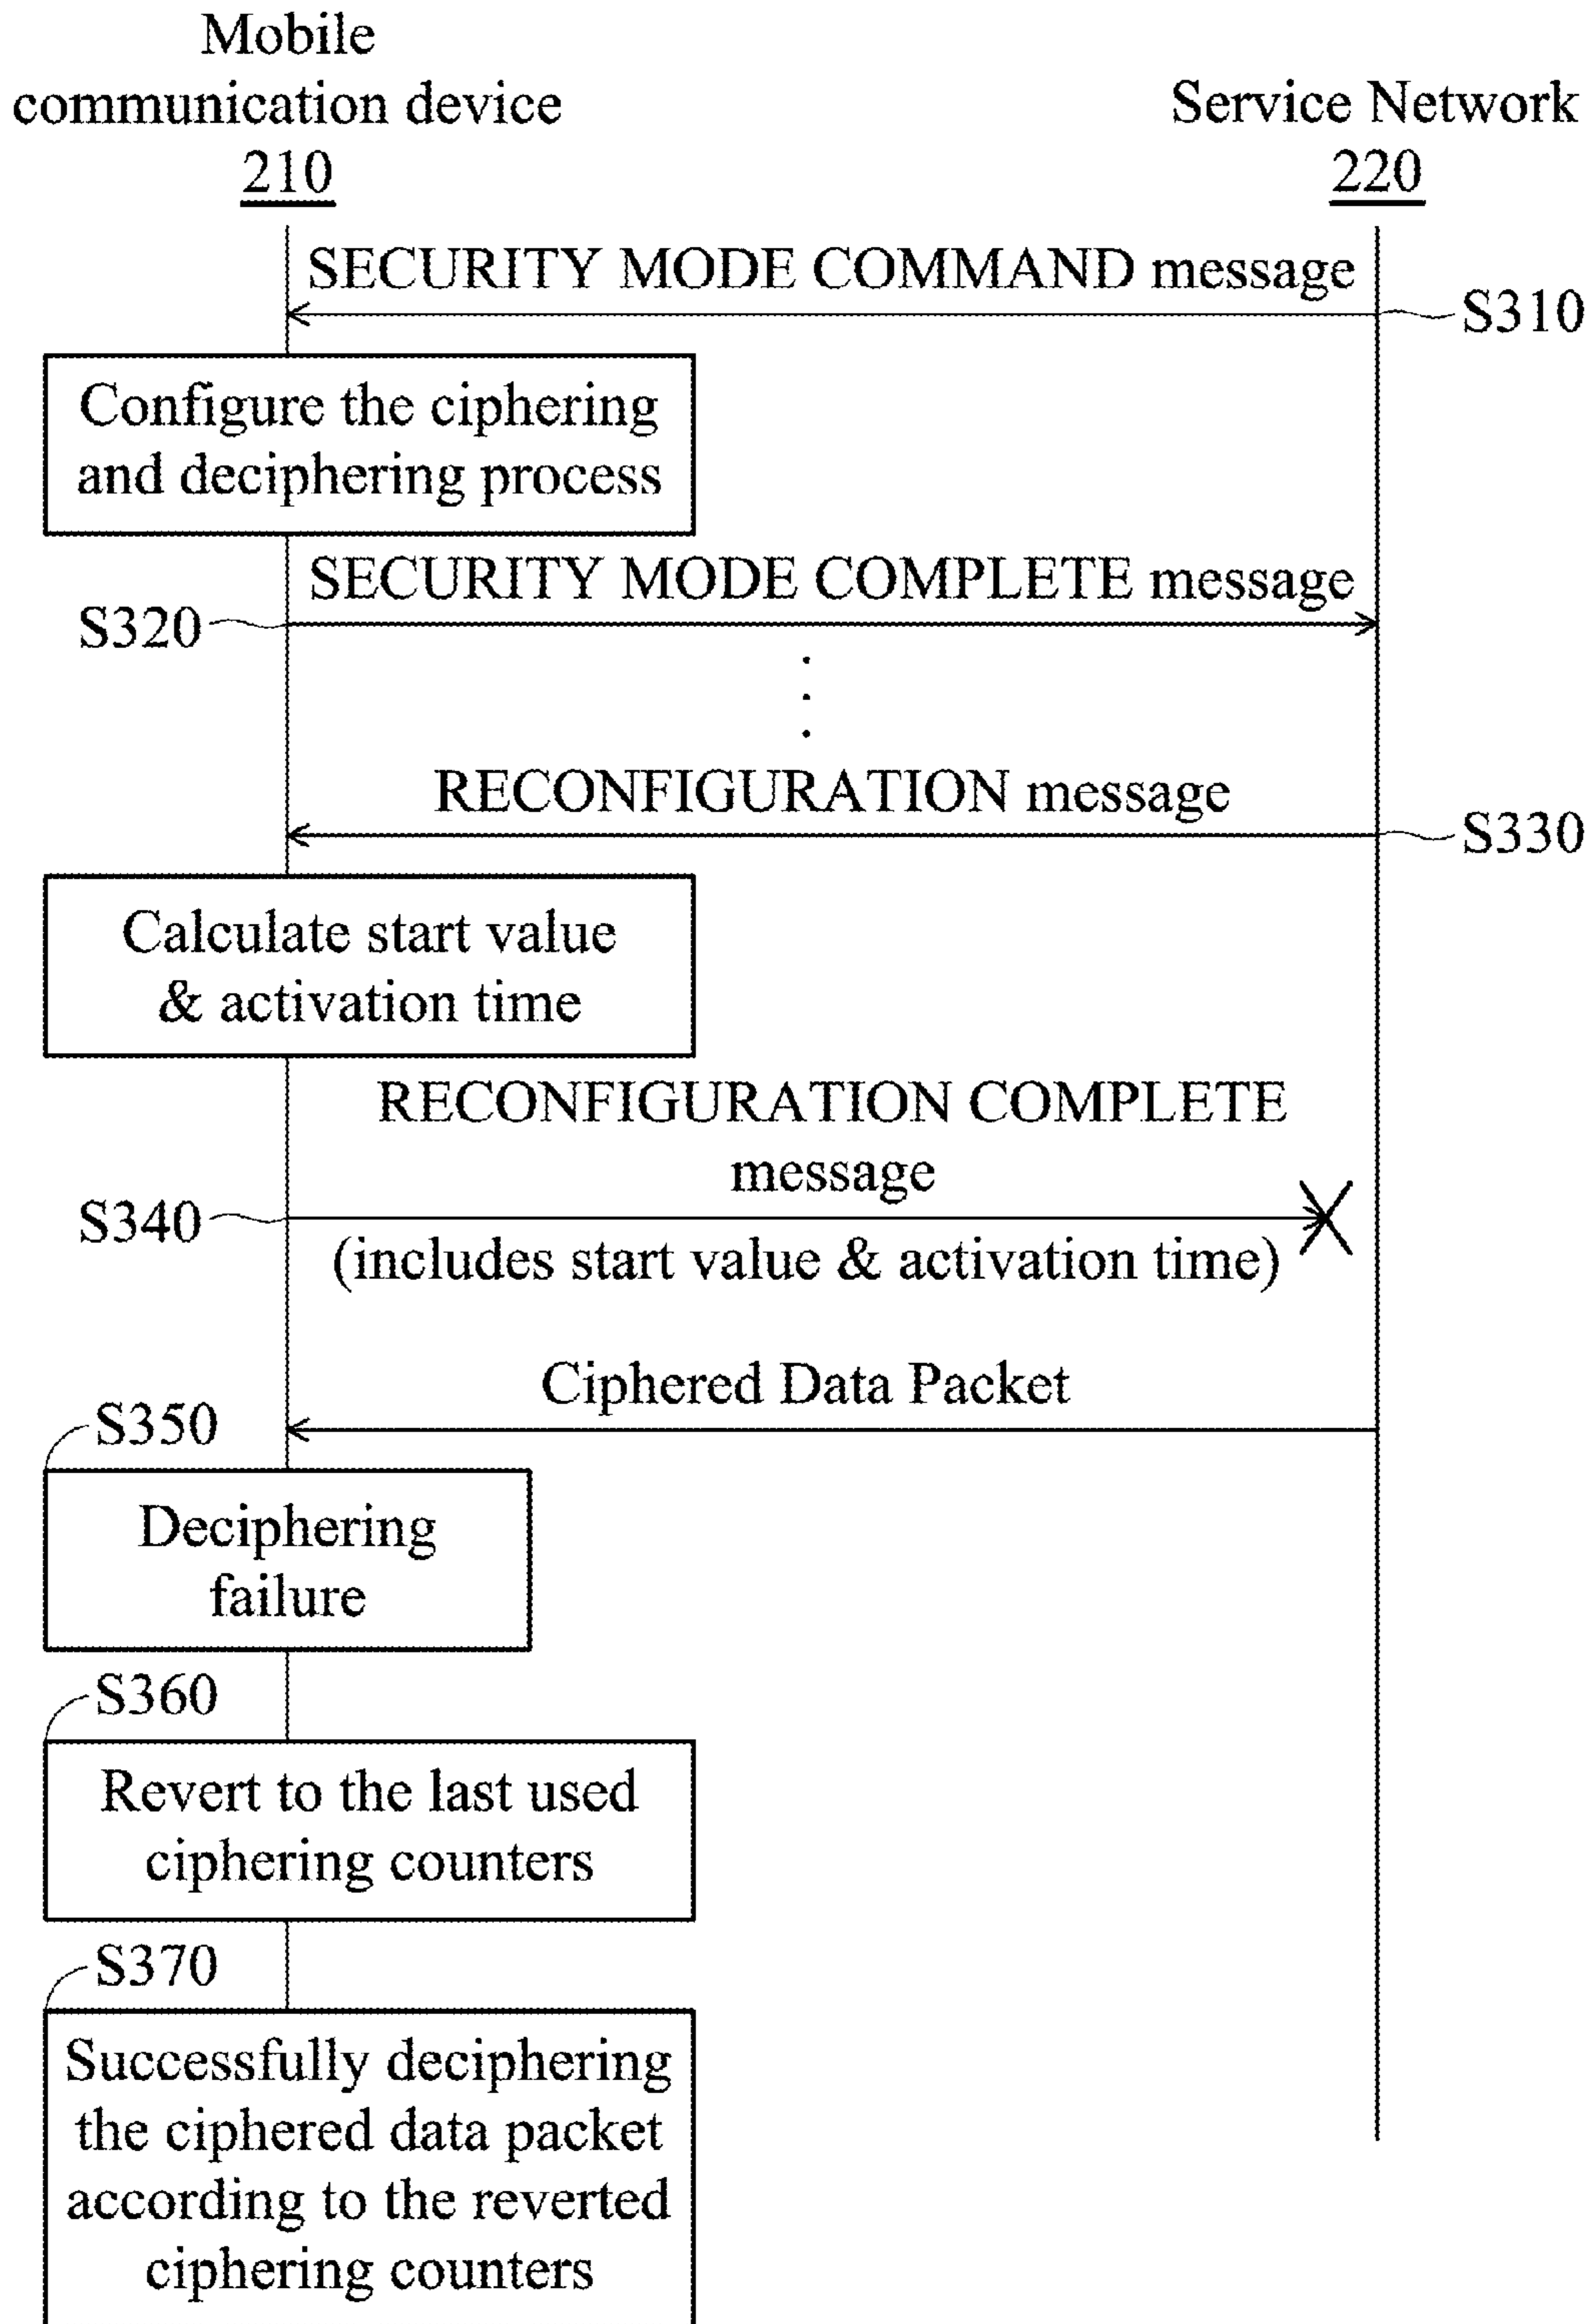 Mobile
communication device
210
Service Network
220
SECURITY MODE COMMAND message
S310
Configure the ciphering
and deciphering process
SECURITY MODE COMPLETE message
S320
RECONFIGURATION message
S330
Calculate start value
& activation time
RECONFIGURATION COMPLETE
message
S340
(includes start value & activation time)
Ciphered Data Packet
S350
Deciphering
failure
S360
Revert to the last used
ciphering counters
S370
Successfully deciphering
the ciphered data packet
according to the reverted
ciphering counters